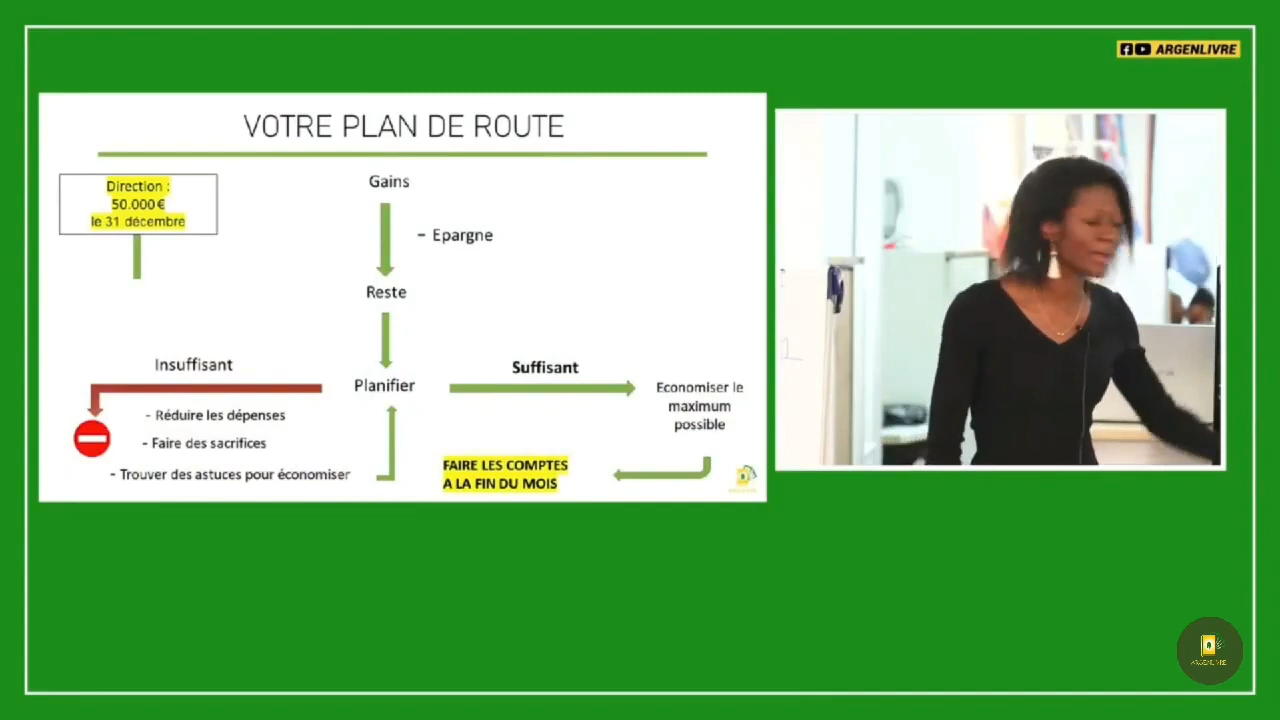 ARGENLIVRE
VOTRE PLAN DE ROUTE
Direction :
50.000€
le 31 décembre
Gains
- Epargne
Reste
Insuffisant
Planifier
Suffisant
Economiser le
maximum
possible
- Réduire les dépenses
- Faire des sacrifices
- Trouver des astuces pour économiser
FAIRE LES COMPTES
A LA FIN DU MOIS
ARGENLIVRE